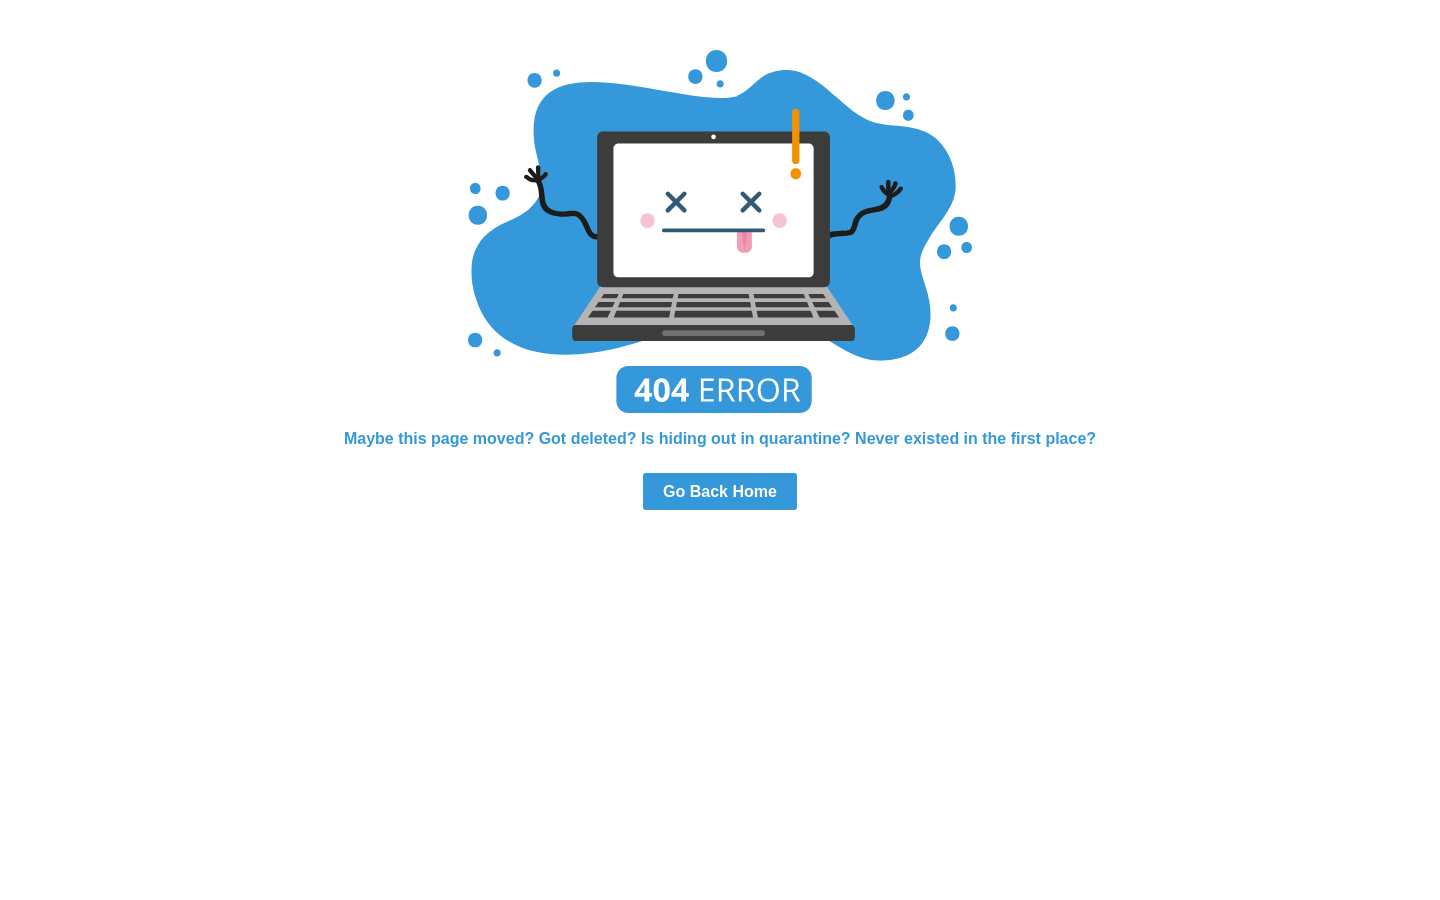 404 ERROR
Maybe this page moved? Got deleted? Is hiding out in quarantine? Never existed in the first place?
Go Back Home